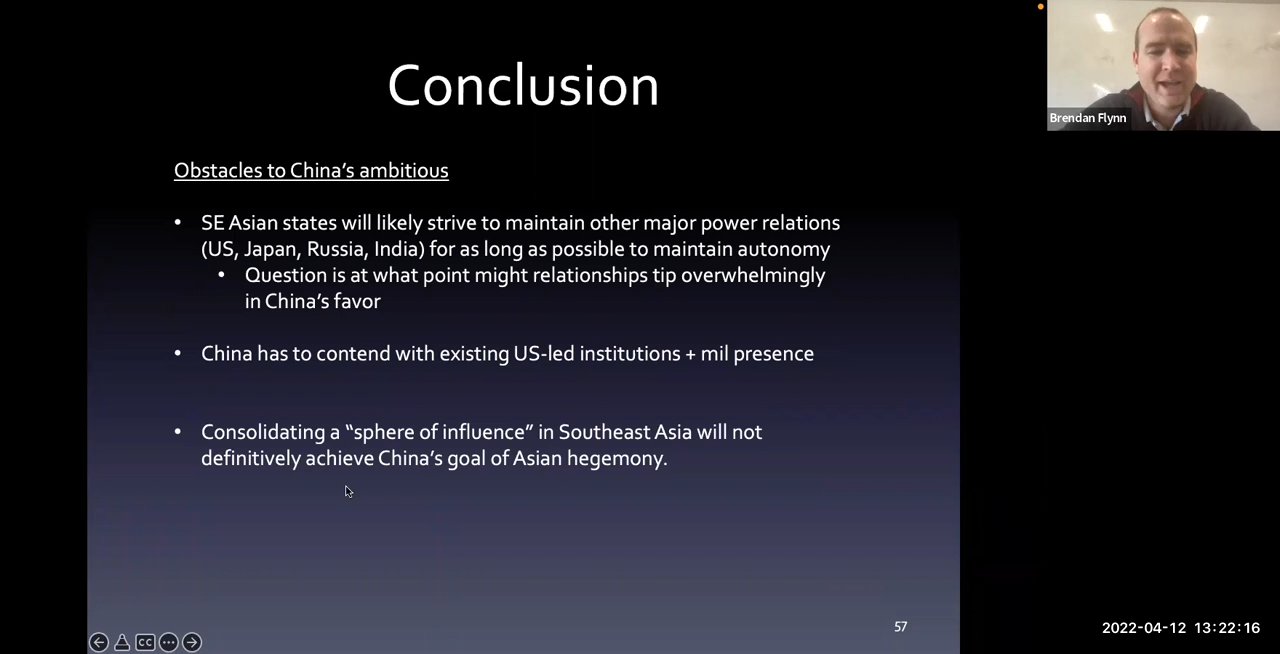 Conclusion
Brendan Flynn
Obstacles to China's ambitious
• SE Asian states will likely strive to maintain other major power relations
(US, Japan, Russia, India) for as long as possible to maintain autonomy
• Question is at what point might relationships tip overwhelmingly
in China's favor
• China has to contend with existing US-led institutions + mil presence
• Consolidating a “sphere of influence” in Southeast Asia will not
definitively achieve China's goal of Asian hegemony.
57
CC
2022-04-12 13:22:16